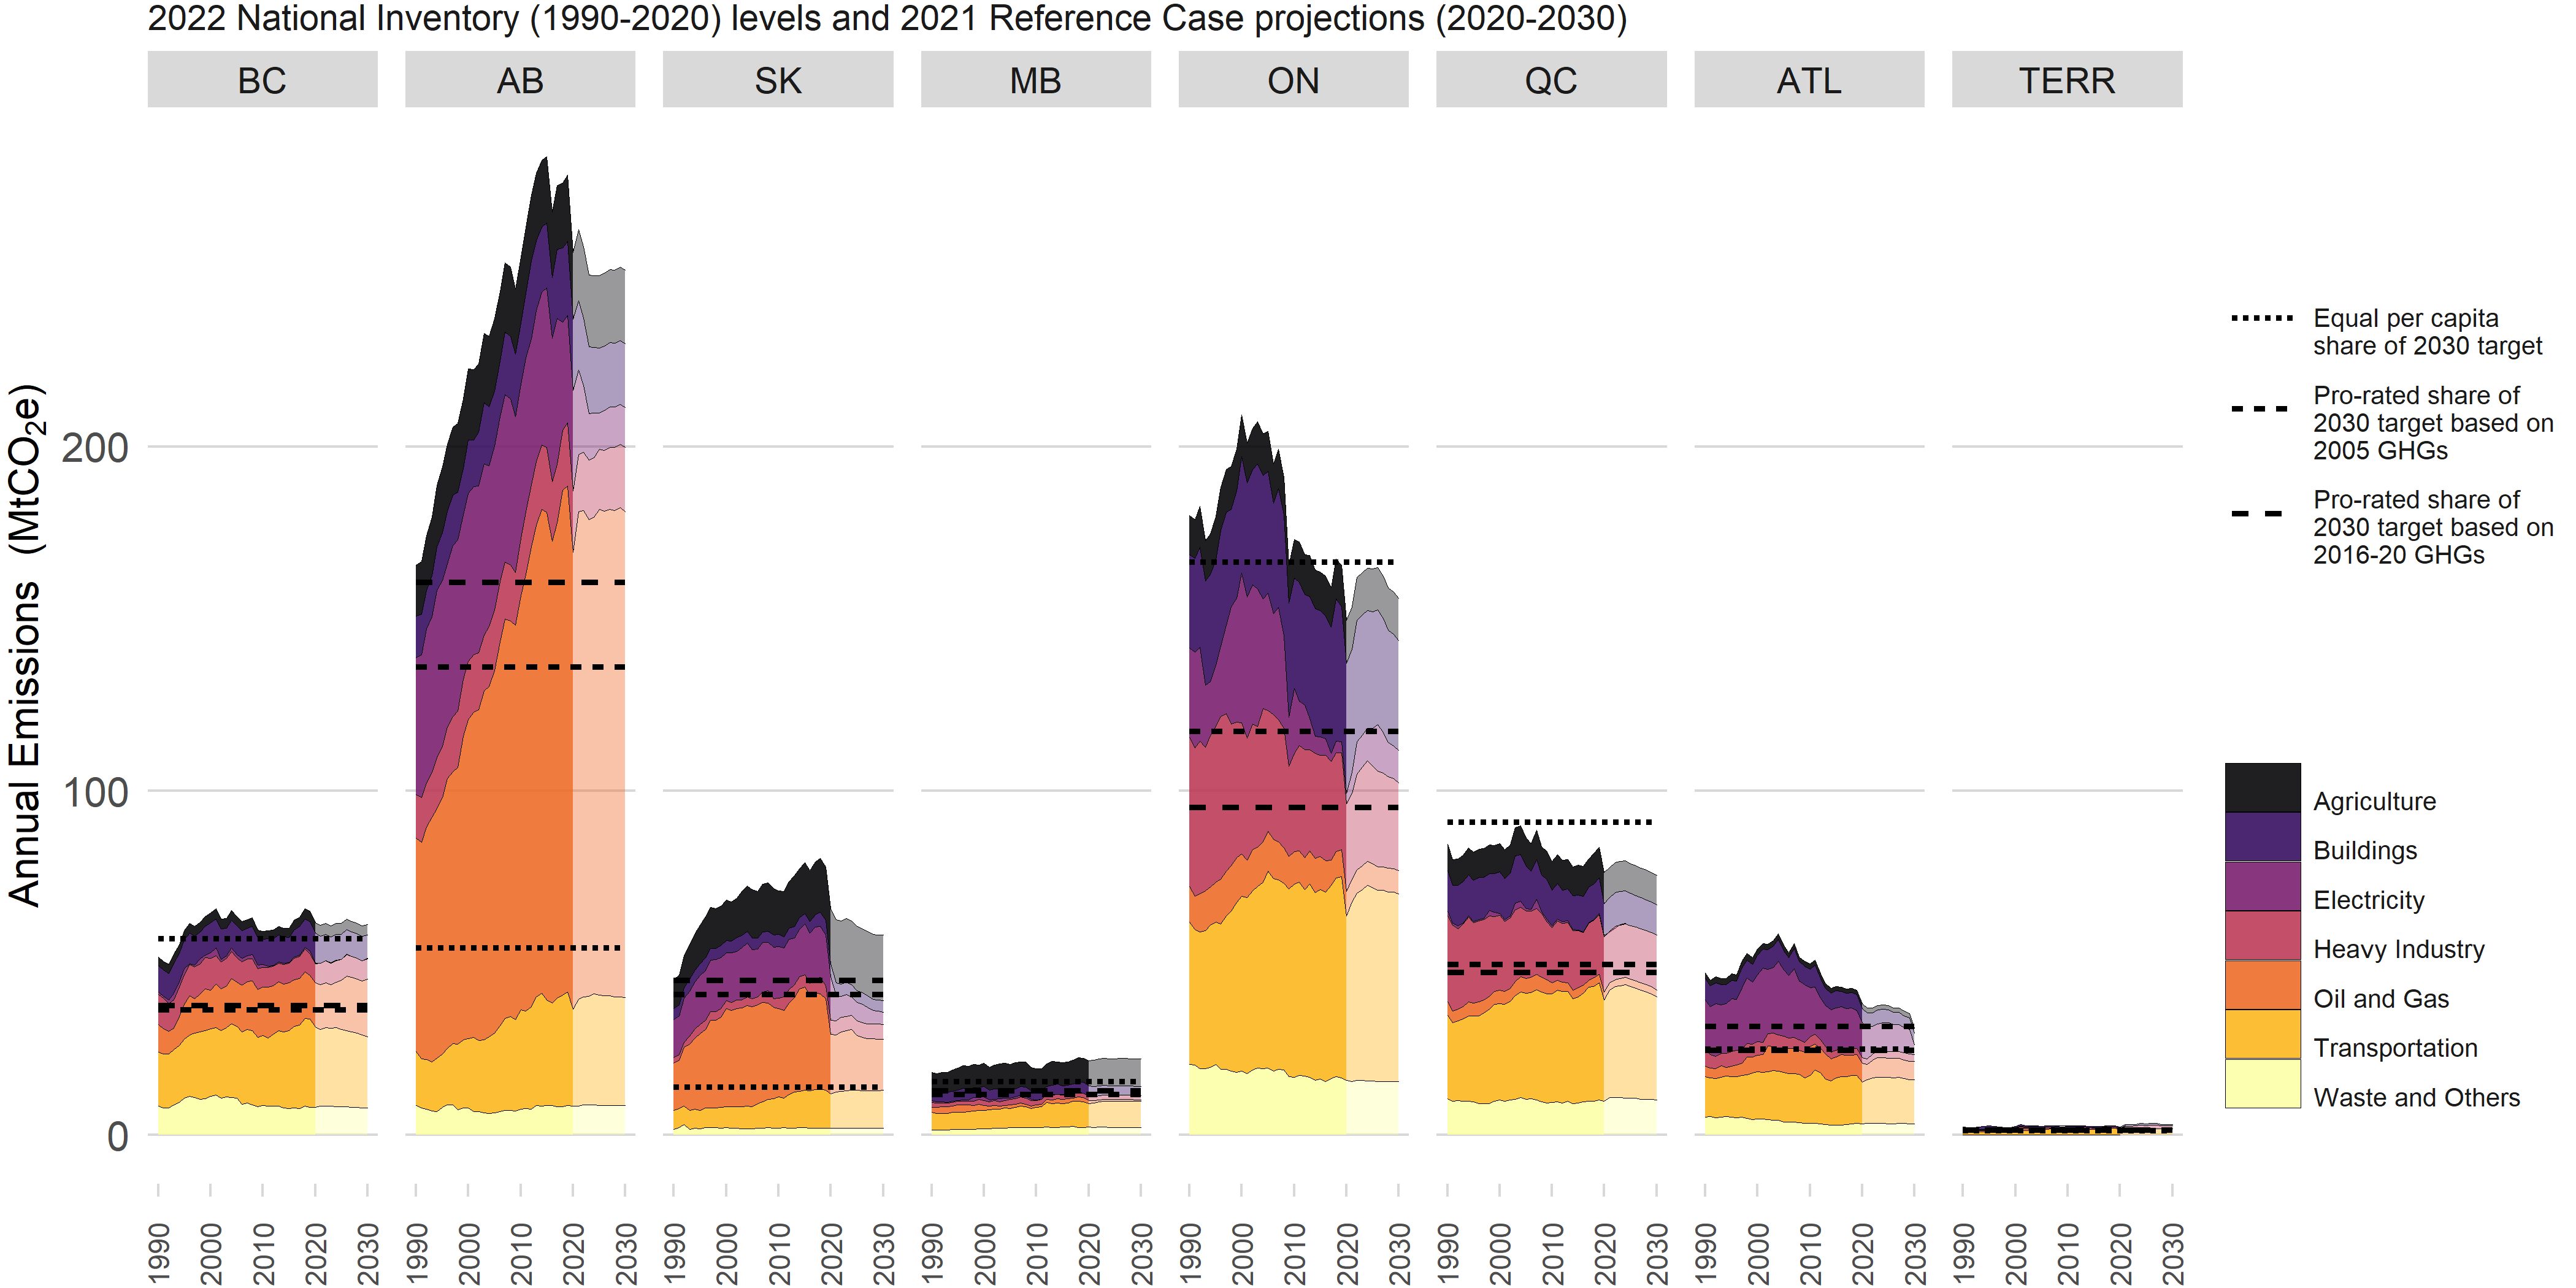 2022 National Inventory (1990-2020) levels and 2021 Reference Case projections (2020-2030)
BC AB SK MB ON QC ATL TERR
Annual Emissions (MtCO₂e)
200
100
0
1990 2000 2010 2020 2030 1990 2000 2010 2020 2030 1990 2000 2010 2020 2030 1990 2000 2010 2020 2030 1990 2000 2010 2020 2030 1990 2000 2010 2020 2030 1990 2000 2010 2020 2030 1990 2000 2010 2020 2030
Equal per capita
share of 2030 target
Pro-rated share of
2030 target based on
2005 GHGs
Pro-rated share of
2030 target based on
2016-20 GHGs
Agriculture
Buildings
Electricity
Heavy Industry
Oil and Gas
Transportation
Waste and Others